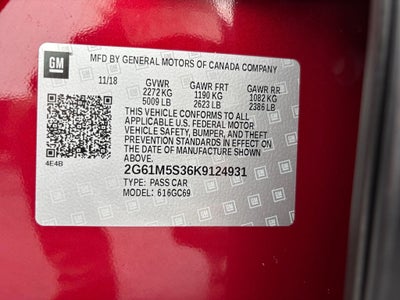 GM
MFD BY GENERAL MOTORS OF CANADA COMPANY
11/18 GVWR GAWR FRT GAWR RR
2272 KG 1190 KG 1082 KG
5009 LB 2623 LB 2386 LB
THIS VEHICLE CONFORMS TO ALL
APPLICABLE U.S. FEDERAL MOTOR
VEHICLE SAFETY, BUMPER, AND THEFT
PREVENTION STANDARDS IN EFFECT ON
THE DATE OF MANUFACTURE SHOWN
ABOVE.
4E4B
2G61M5S36K9124931
TYPE: PASS CAR
MODEL: 616GC69